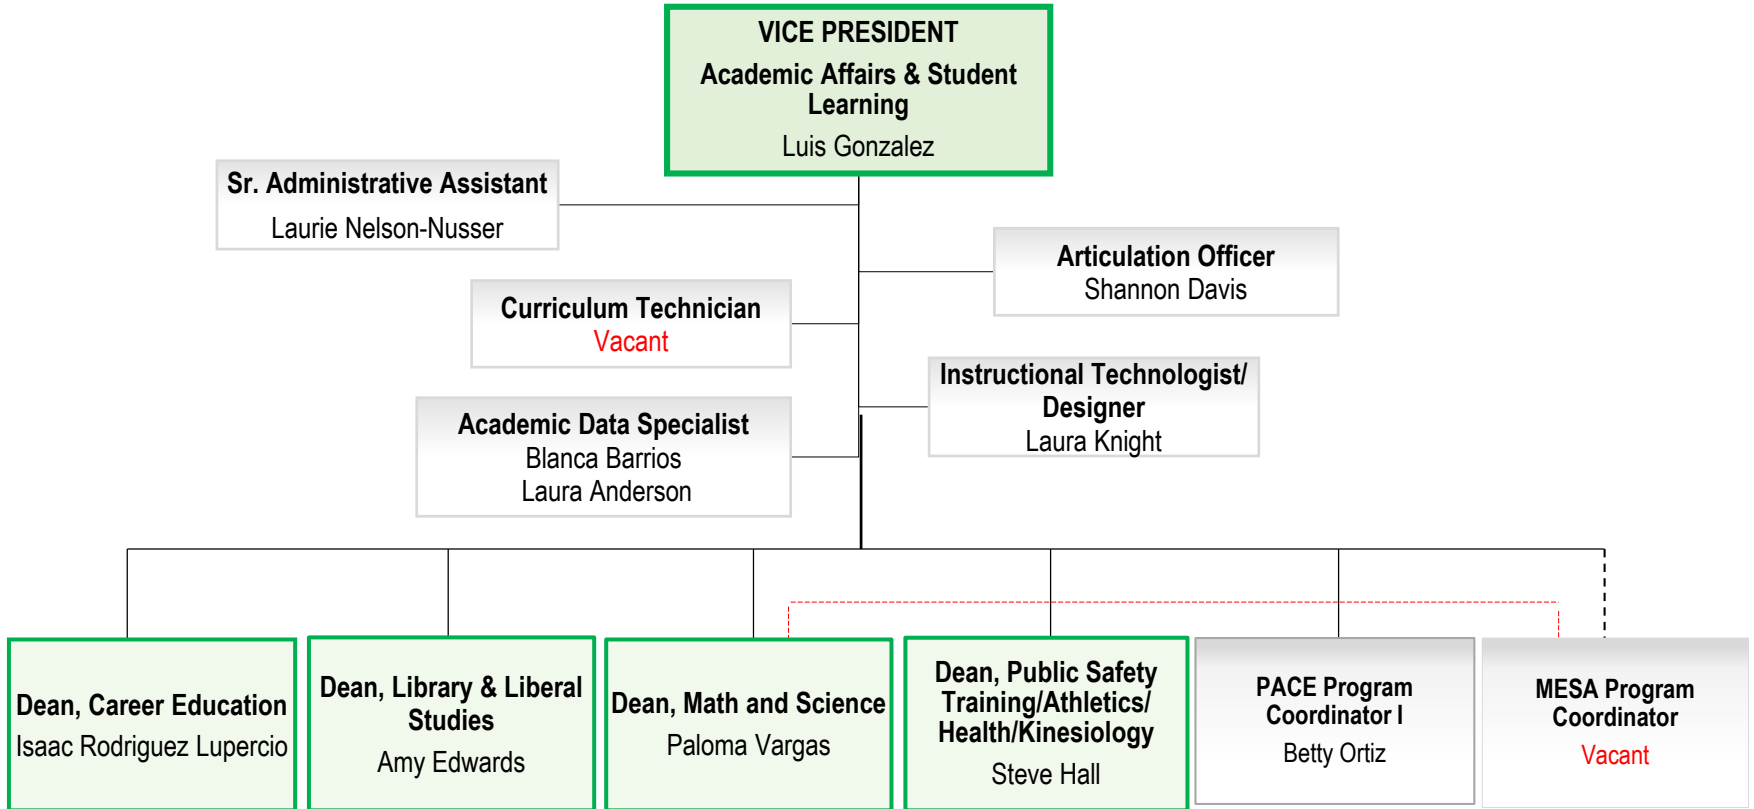 VICE PRESIDENT
Academic Affairs & Student
Learning
Luis Gonzalez
Sr. Administrative Assistant
Laurie Nelson-Nusser
Articulation Officer
Shannon Davis
Curriculum Technician
Vacant
Instructional Technologist/
Designer
Laura Knight
Academic Data Specialist
Blanca Barrios
Laura Anderson
Dean, Career Education
Isaac Rodriguez Lupercio
Dean, Library & Liberal
Studies
Amy Edwards
Dean, Math and Science
Paloma Vargas
Dean, Public Safety
Training/Athletics/
Health/Kinesiology
Steve Hall
PACE Program
Coordinator I
Betty Ortiz
MESA Program
Coordinator
Vacant